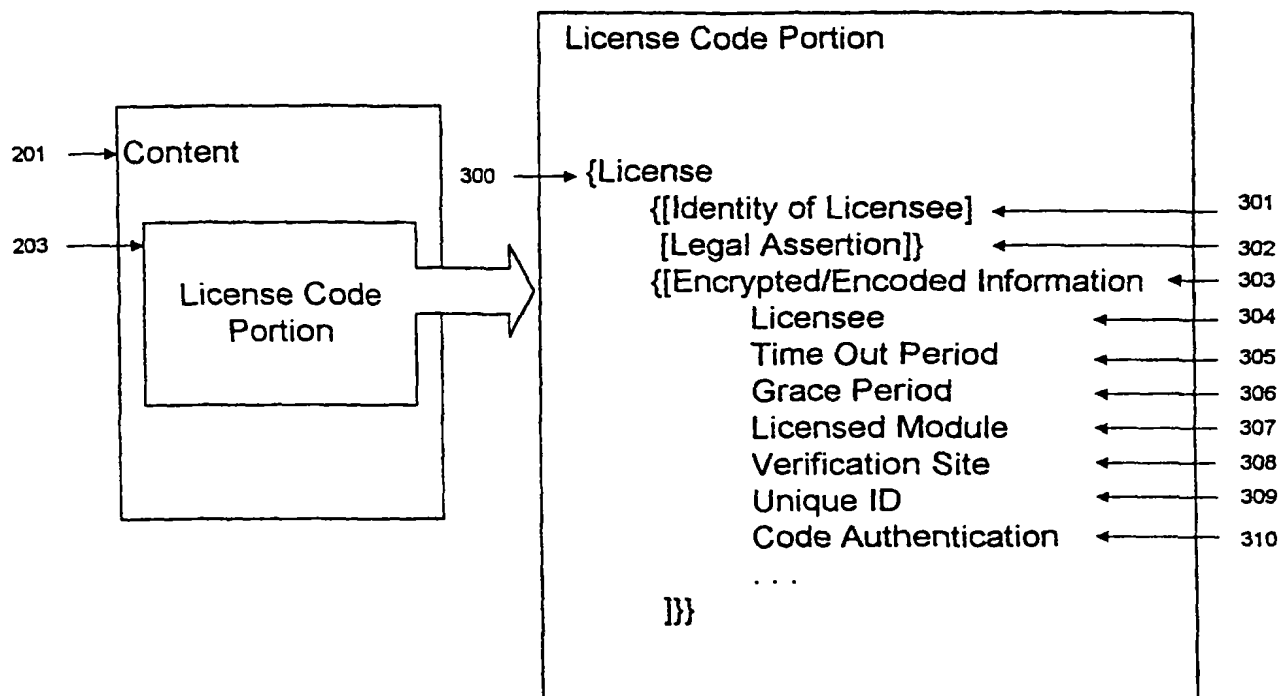 License Code Portion
201
Content
300
{License
{[Identity of Licensee]
301
203
[Legal Assertion]}
302
License Code
Portion
{[Encrypted/Encoded Information
303
Licensee
304
Time Out Period
305
Grace Period
306
Licensed Module
307
Verification Site
308
Unique ID
309
Code Authentication
310
. . .
]}}